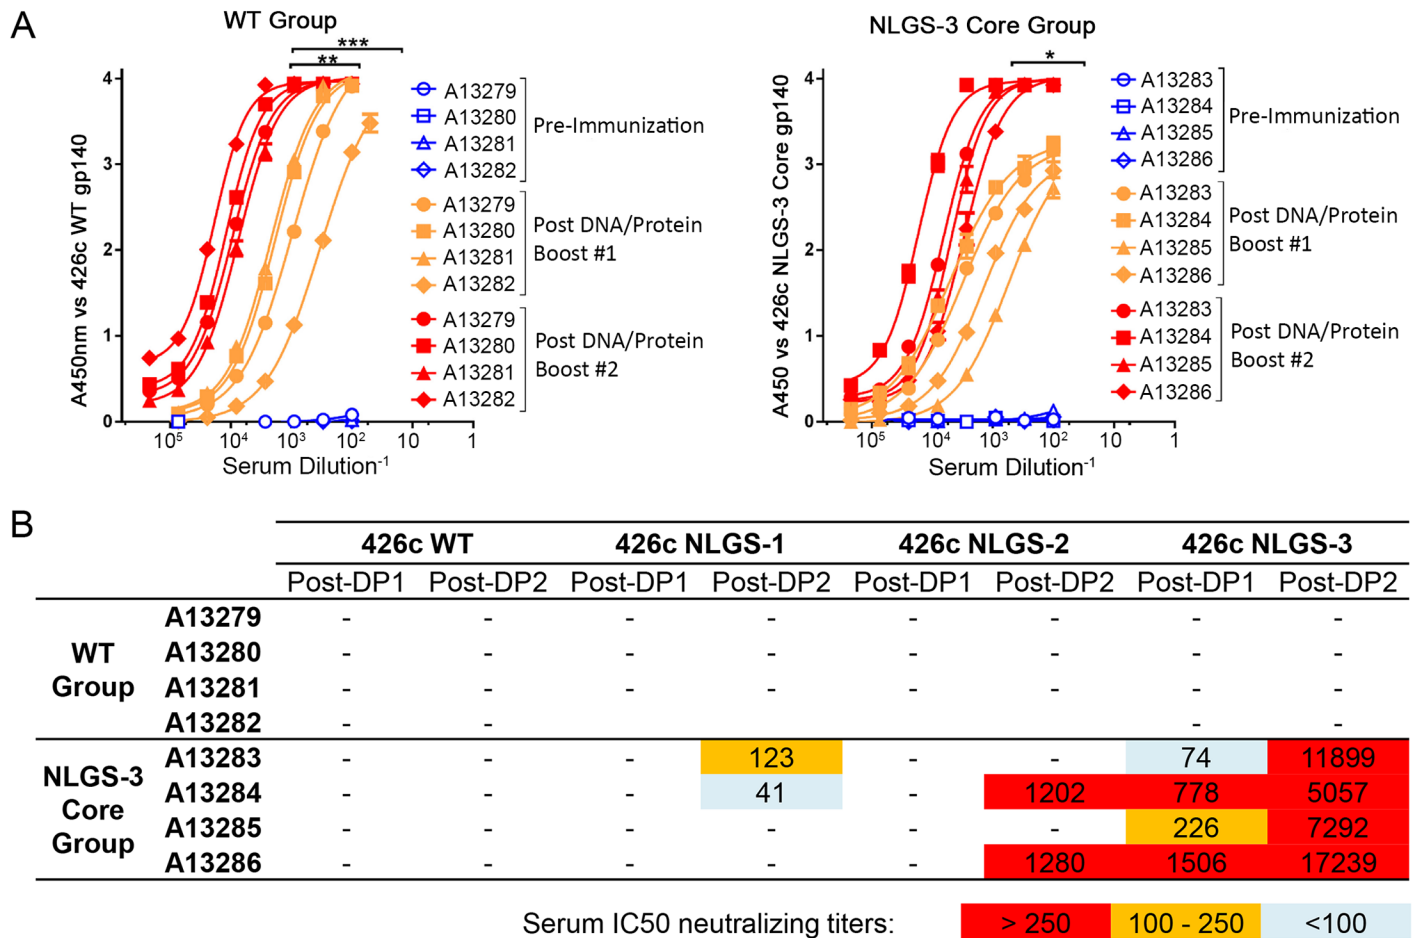 A
WT Group
A450nm vs 426c WT gp140
4
3
2
1
0
10⁵ 10⁴ 10³ 10² 10 1
Serum Dilution⁻¹
***
**
A13279
A13280
A13281
A13282
Pre-Immunization
A13279
A13280
A13281
A13282
Post DNA/Protein
Boost #1
A13279
A13280
A13281
A13282
Post DNA/Protein
Boost #2
NLGS-3 Core Group
A450 vs 426c NLGS-3 Core gp140
4
3
2
1
0
10⁵ 10⁴ 10³ 10² 10 1
Serum Dilution⁻¹
*
A13283
A13284
A13285
A13286
Pre-Immunization
A13283
A13284
A13285
A13286
Post DNA/Protein
Boost #1
A13283
A13284
A13285
A13286
Post DNA/Protein
Boost #2
B
426c WT 426c NLGS-1 426c NLGS-2 426c NLGS-3
Post-DP1 Post-DP2 Post-DP1 Post-DP2 Post-DP1 Post-DP2 Post-DP1 Post-DP2
WT
Group
A13279 - - - - - - - -
A13280 - - - - - - - -
A13281 - - - - - - - -
A13282 - - - -
NLGS-3
Core
Group
A13283 - - - 123 - - 74 11899
A13284 - - - 41 - 1202 778 5057
A13285 - - - - - - 226 7292
A13286 - - - - - 1280 1506 17239
Serum IC50 neutralizing titers: > 250 100 - 250 <100